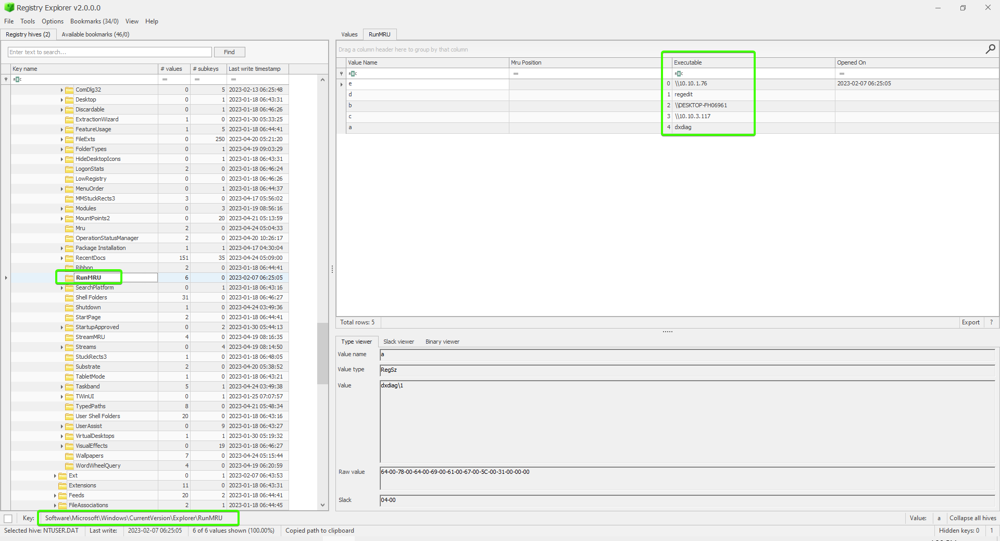 Registry Explorer v2.0.0.0
File Tools Options Bookmarks (34/0) View Help
Registry hives (2) Available bookmarks (46/0)
Enter text to search... Find
Key name # values # subkeys Last write timestamp
ABC = = =
ComDlg32 0 5 2023-02-13 06:25:48
Desktop 0 1 2023-01-18 06:43:31
Discardable 0 1 2023-01-18 06:46:26
ExtractionWizard 1 0 2023-01-30 05:33:25
FeatureUsage 1 5 2023-01-18 06:44:41
FileExts 0 250 2023-04-20 05:21:20
FolderTypes 0 1 2023-04-19 09:03:29
HideDesktopIcons 0 1 2023-01-18 06:43:31
LogonStats 2 0 2023-01-18 06:46:24
LowRegistry 0 0 2023-01-18 06:46:26
MenuOrder 0 1 2023-01-18 06:44:37
MMStuckRects3 3 0 2023-04-17 05:56:02
Modules 0 3 2023-01-19 08:56:16
MountPoints2 0 20 2023-04-21 05:13:59
Mru 2 0 2023-04-24 05:04:33
OperationStatusManager 2 0 2023-04-20 10:26:17
Package Installation 1 1 2023-04-17 04:30:04
RecentDocs 151 35 2023-04-24 05:09:00
Ribbon 2 0 2023-01-18 06:44:41
RunMRU 6 0 2023-02-07 06:25:05
SearchPlatform 0 1 2023-01-18 06:43:16
Shell Folders 31 0 2023-01-18 06:46:27
Shutdown 1 0 2023-04-24 03:49:36
StartPage 2 0 2023-01-18 06:44:41
StartupApproved 0 2 2023-01-30 05:44:13
StreamMRU 4 0 2023-04-19 08:16:35
Streams 0 4 2023-04-19 08:14:50
StuckRects3 1 0 2023-01-18 06:48:05
Substrate 2 0 2023-04-20 05:38:52
TabletMode 1 0 2023-01-18 06:43:21
Taskband 5 1 2023-04-24 03:49:38
TWinUI 0 1 2023-01-25 07:07:57
TypedPaths 8 0 2023-04-21 05:48:34
User Shell Folders 20 0 2023-01-18 06:43:16
UserAssist 0 9 2023-01-18 06:43:27
VirtualDesktops 1 1 2023-01-30 05:19:32
VisualEffects 0 19 2023-01-18 06:46:27
Wallpapers 7 0 2023-04-24 05:15:44
WordWheelQuery 4 0 2023-04-19 06:20:59
Ext 0 1 2023-02-07 06:43:53
Extensions 11 0 2023-01-18 06:43:31
Feeds 20 2 2023-01-18 06:44:41
FileAssociations 2 1 2023-01-18 06:44:45
Values RunMRU
Drag a column header here to group by that column
Value Name Mru Position Executable Opened On
ABC = ABC =
e 0 \\10.10.1.76 2023-02-07 06:25:05
d 1 regedit
b 2 \\DESKTOP-FH06961
c 3 \\10.10.3.117
a 4 dxdiag
Total rows: 5 Export ?
Type viewer Slack viewer Binary viewer
Value name a
Value type RegSz
Value dxdiag\1
Raw value 64-00-78-00-64-00-69-00-61-00-67-00-5C-00-31-00-00-00
Slack 04-00
Key: Software\Microsoft\Windows\CurrentVersion\Explorer\RunMRU Value: a Collapse all hives
Selected hive: NTUSER.DAT Last write: 2023-02-07 06:25:05 6 of 6 values shown (100.00%) Copied path to clipboard Hidden keys: 0 1